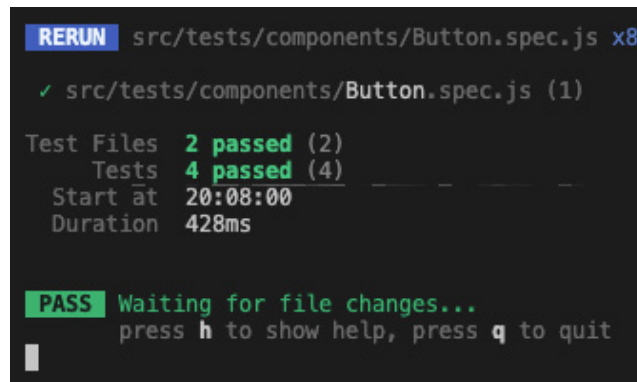 RERUN src/tests/components/Button.spec.js x8
✓ src/tests/components/Button.spec.js (1)
Test Files 2 passed (2)
Tests 4 passed (4)
Start at 20:08:00
Duration 428ms
PASS Waiting for file changes...
press h to show help, press q to quit